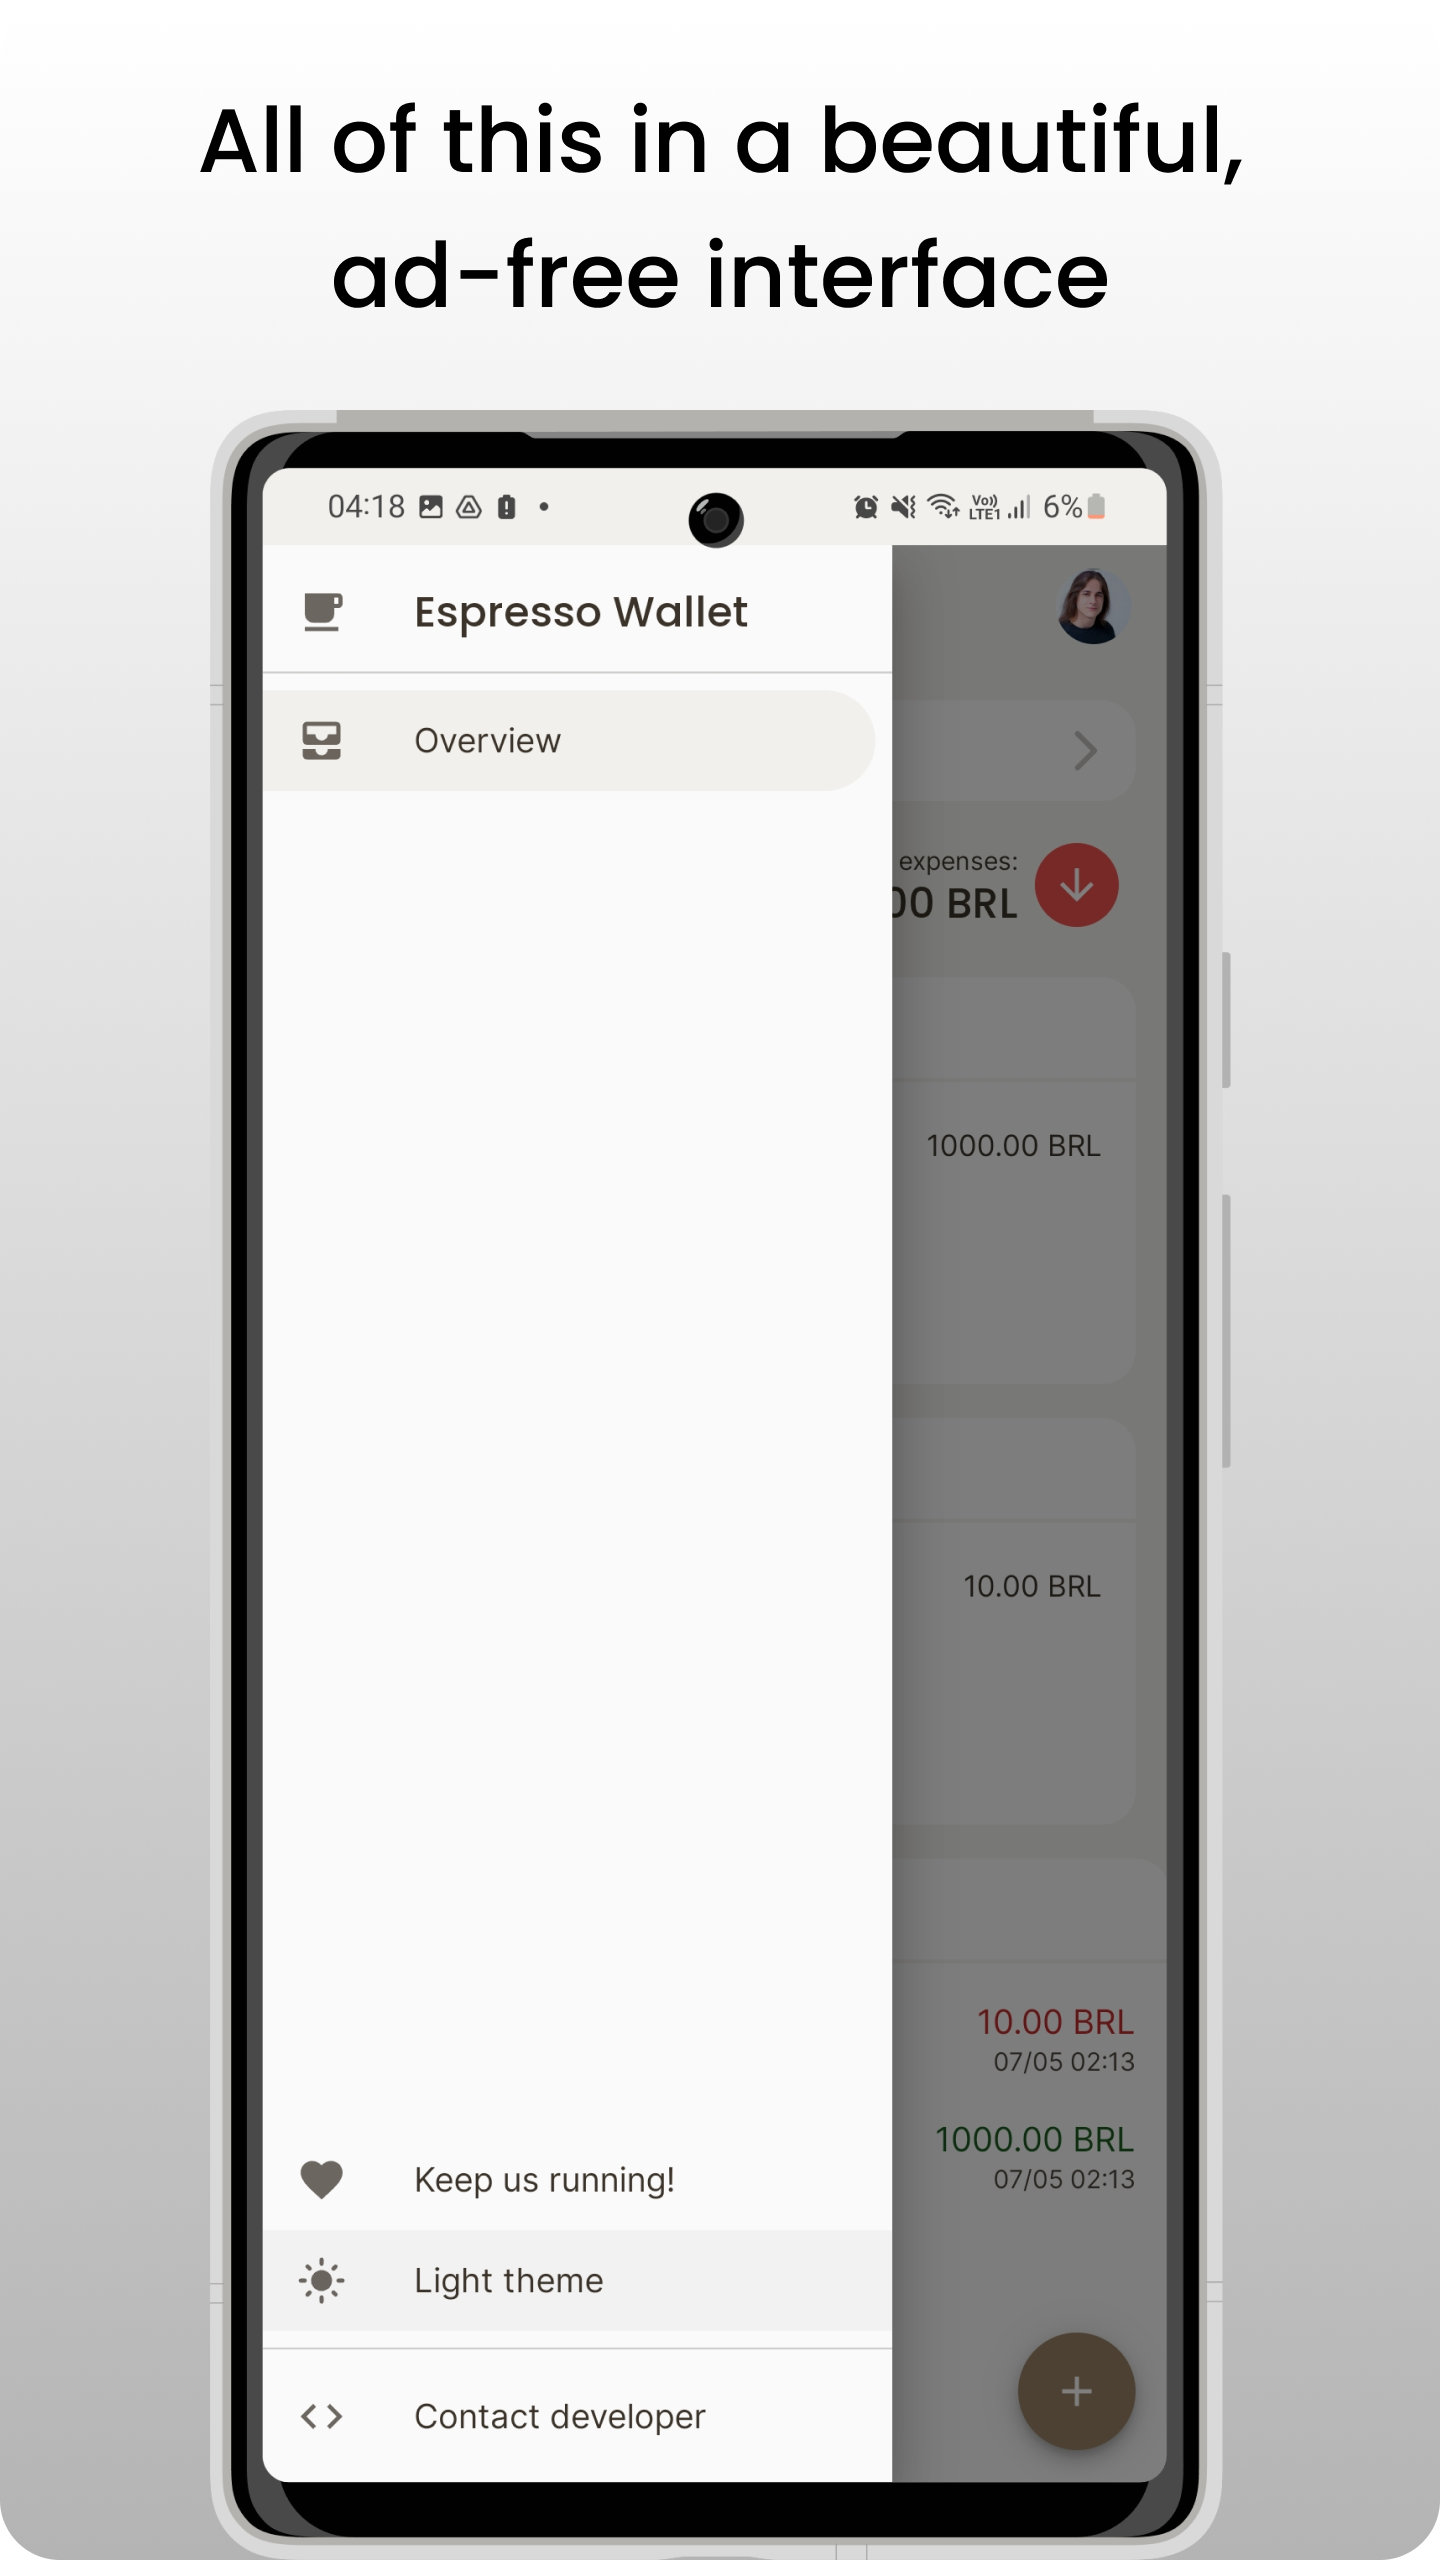 All of this in a beautiful,
ad-free interface
04:18
Vo))
LTE1
6%
Espresso Wallet
Overview
expenses:
00 BRL
1000.00 BRL
10.00 BRL
10.00 BRL
07/05 02:13
1000.00 BRL
07/05 02:13
Keep us running!
Light theme
Contact developer